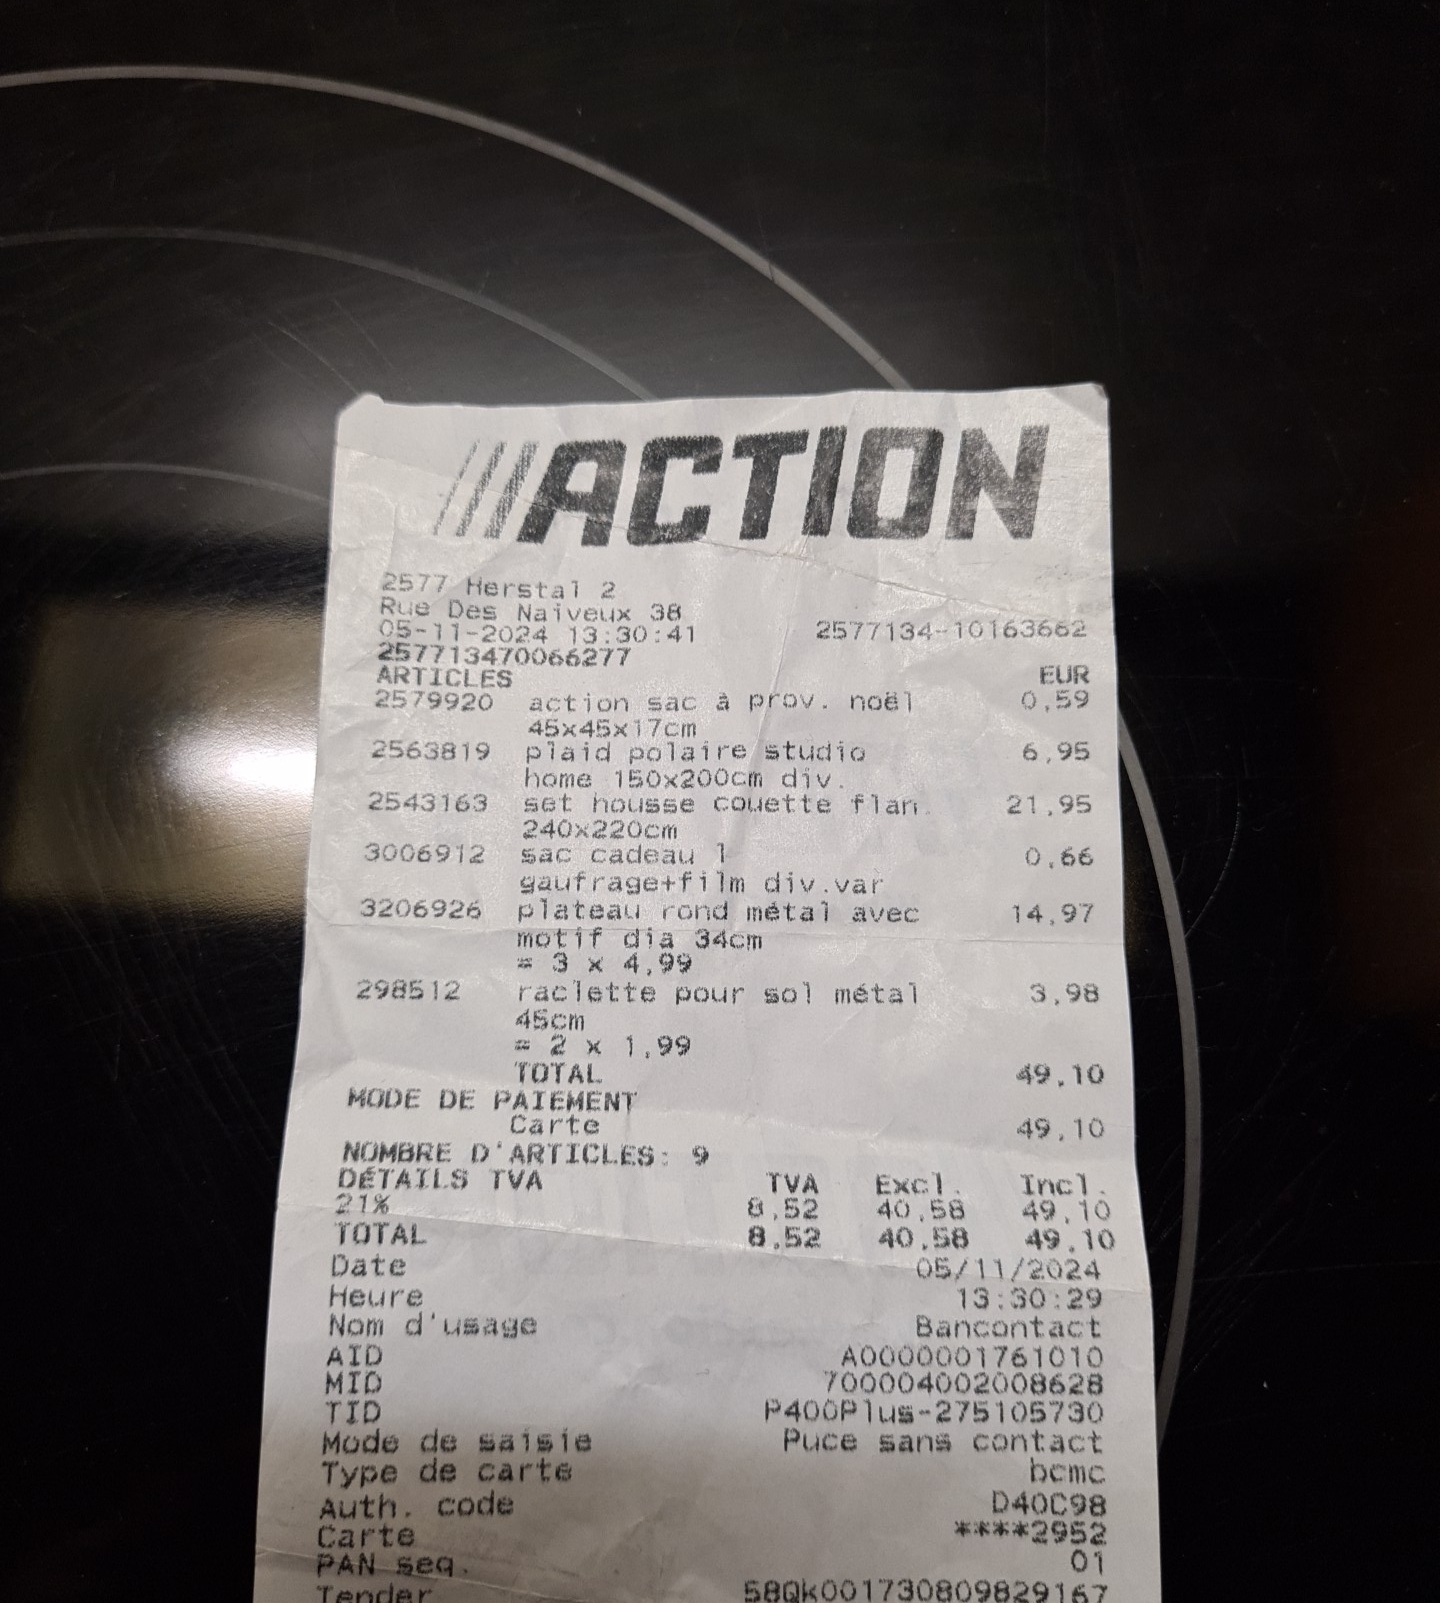 ///ACTION
2577 Herstal 2
Rue Des Naiveux 38
05-11-2024 13:30:41 2577134-10163662
257713470066277
ARTICLES EUR
2579920 action sac à prov. noël 0,59
45x45x17cm
2563819 plaid polaire studio 6,95
home 150x200cm div.
2543163 set housse couette flan. 21,95
240x220cm
3006912 sac cadeau l 0,66
gaufrage+film div.var
3206926 plateau rond métal avec 14,97
motif dia 34cm
= 3 x 4,99
298512 raclette pour sol métal 3,98
45cm
= 2 x 1,99
TOTAL 49,10
MODE DE PAIEMENT
Carte 49,10
NOMBRE D'ARTICLES: 9
DÉTAILS TVA TVA Excl. Incl.
21% 8,52 40,58 49,10
TOTAL 8,52 40,58 49,10
Date 05/11/2024
Heure 13:30:29
Nom d'usage Bancontact
AID A0000001761010
MID 700004002008628
TID P400Plus-275105730
Mode de saisie Puce sans contact
Type de carte bcmc
Auth. code D40C98
Carte ****2952
PAN seq. 01
Tender 58Qk001730809829167